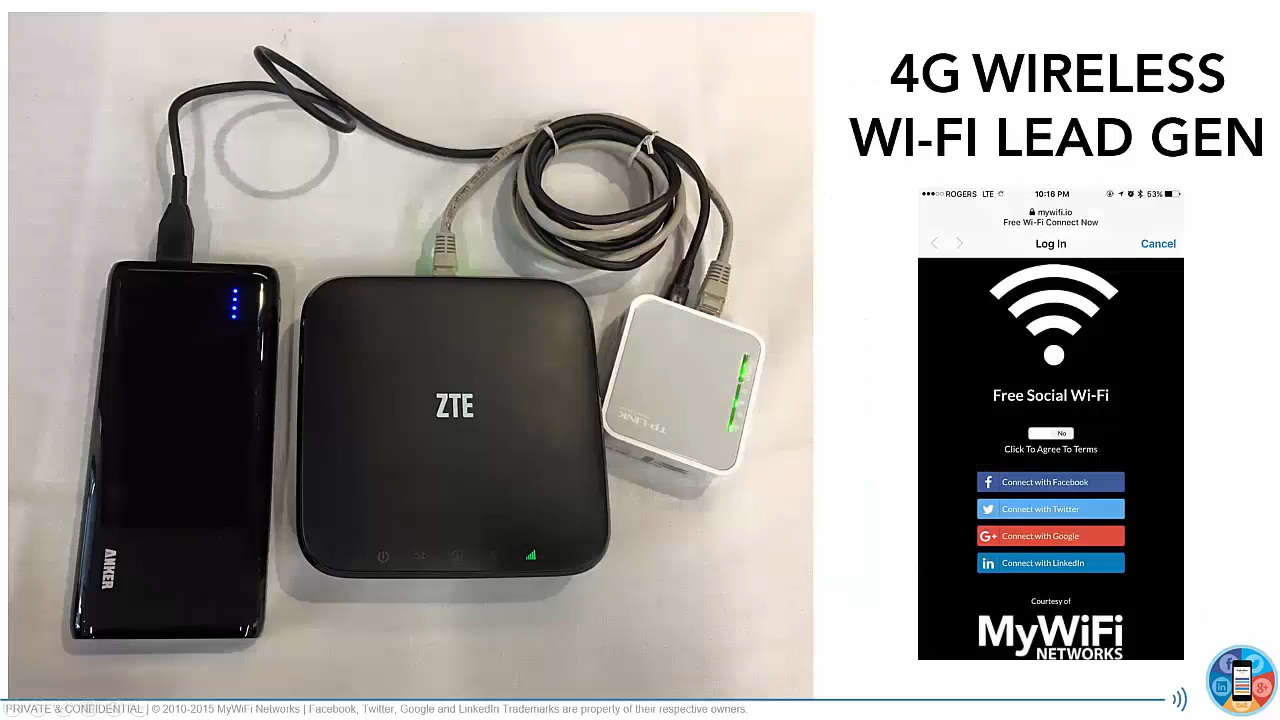 4G WIRELESS
WI-FI LEAD GEN
ROGERS LTE 10:16 PM 53%
mywifi.io
Free Wi-Fi Connect Now
Log In Cancel
Free Social Wi-Fi
No
Click To Agree To Terms
f Connect with Facebook
Connect with Twitter
G+ Connect with Google
in Connect with LinkedIn
Courtesy of
MyWiFi
NETWORKS
ZTE
TP-LINK
ANKER
PRIVATE & CONFIDENTIAL | © 2010-2015 MyWiFi Networks | Facebook, Twitter, Google and LinkedIn Trademarks are property of their respective owners.